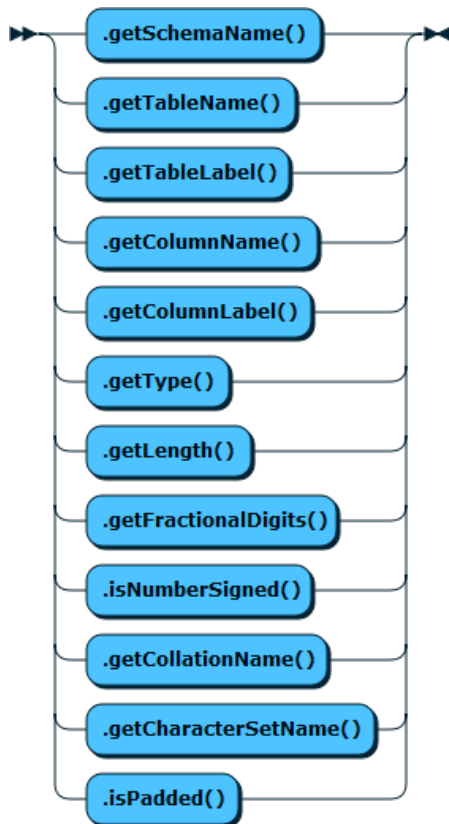 .getSchemaName()
.getTableName()
.getTableLabel()
.getColumnName()
.getColumnLabel()
.getType()
.getLength()
.getFractionalDigits()
.isNumberSigned()
.getCollationName()
.getCharacterSetName()
.isPadded()